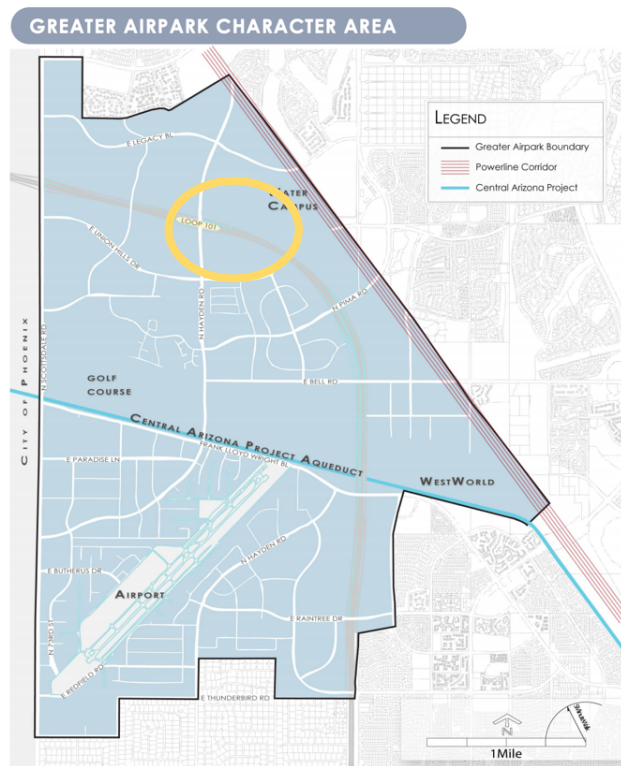 GREATER AIRPARK CHARACTER AREA
LEGEND
Greater Airpark Boundary
Powerline Corridor
Central Arizona Project
E LEGACY BL
WATER
CAMPUS
LOOP 101
E UNION HILLS DR
N HAYDEN RD
N PIMA RD
CITY OF PHOENIX
N SCOTTSDALE RD
GOLF
COURSE
E BELL RD
CENTRAL ARIZONA PROJECT AQUEDUCT
FRANK LLOYD WRIGHT BL
E PARADISE LN
WESTWORLD
N HAYDEN RD
E BUTHERUS DR
AIRPORT
N 73RD ST
E RAINTREE DR
E REDFIELD RD
E THUNDERBIRD RD
N
1Mile